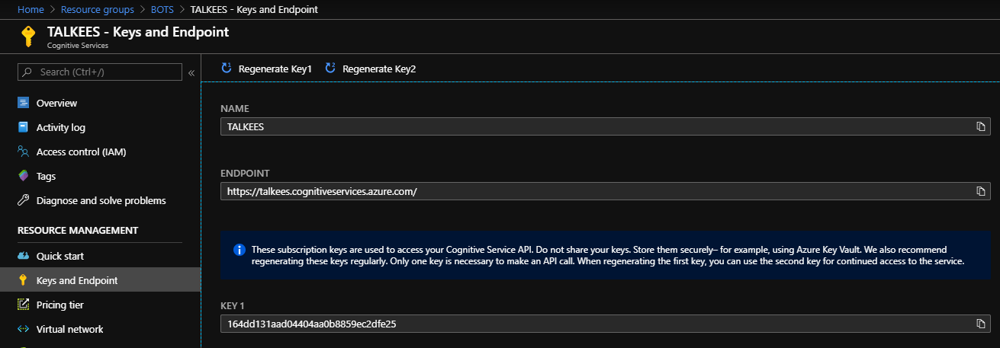 Home > Resource groups > BOTS > TALKEES - Keys and Endpoint
TALKEES - Keys and Endpoint
Cognitive Services
Search (Ctrl+/)
«
Overview
Activity log
Access control (IAM)
Tags
Diagnose and solve problems
RESOURCE MANAGEMENT
Quick start
Keys and Endpoint
Pricing tier
Virtual network
1 Regenerate Key1 2 Regenerate Key2
NAME
TALKEES
ENDPOINT
https://talkees.cognitiveservices.azure.com/
These subscription keys are used to access your Cognitive Service API. Do not share your keys. Store them securely– for example, using Azure Key Vault. We also recommend
regenerating these keys regularly. Only one key is necessary to make an API call. When regenerating the first key, you can use the second key for continued access to the service.
KEY 1
164dd131aad04404aa0b8859ec2dfe25